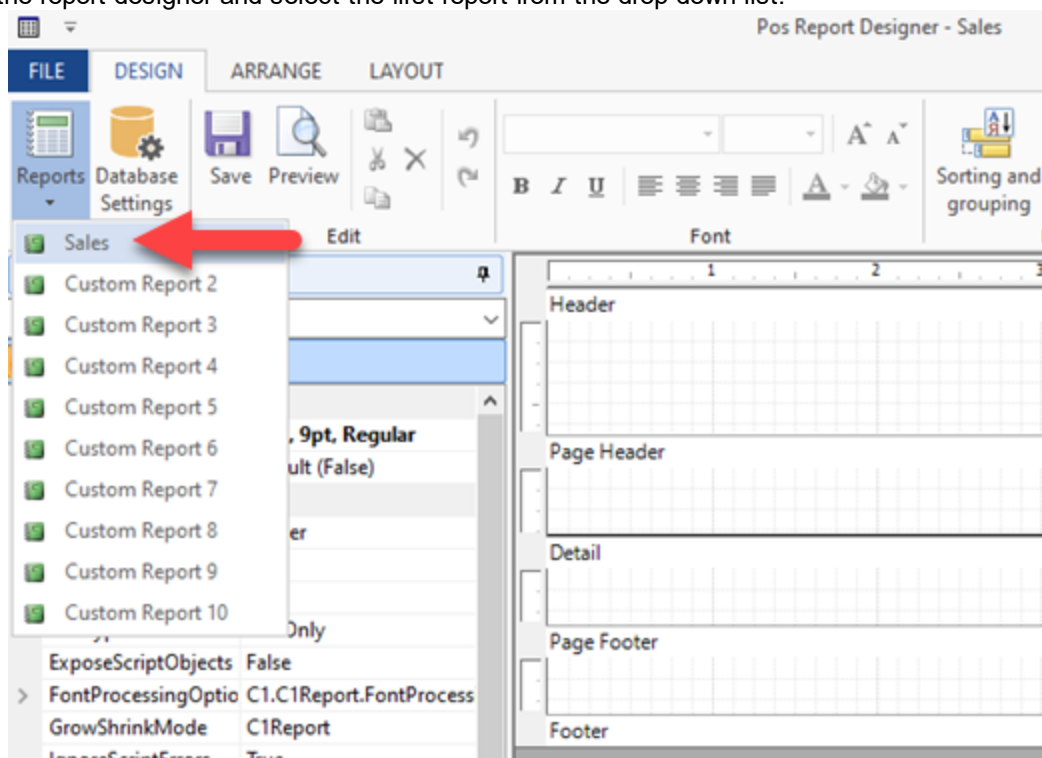 the report designer and select the first report from the drop down list.
Pos Report Designer - Sales
FILE DESIGN ARRANGE LAYOUT
Reports Database Settings Save Preview
B I U A
A A
Sorting and grouping
Edit Font
Sales
Custom Report 2
Custom Report 3
Custom Report 4
Custom Report 5
Custom Report 6
Custom Report 7
Custom Report 8
Custom Report 9
Custom Report 10
, 9pt, Regular
ult (False)
er
Only
ExposeScriptObjects False
FontProcessingOptio C1.C1Report.FontProcess
GrowShrinkMode C1Report
IgnoreScriptErrors True
1 2 3
Header
Page Header
Detail
Page Footer
Footer